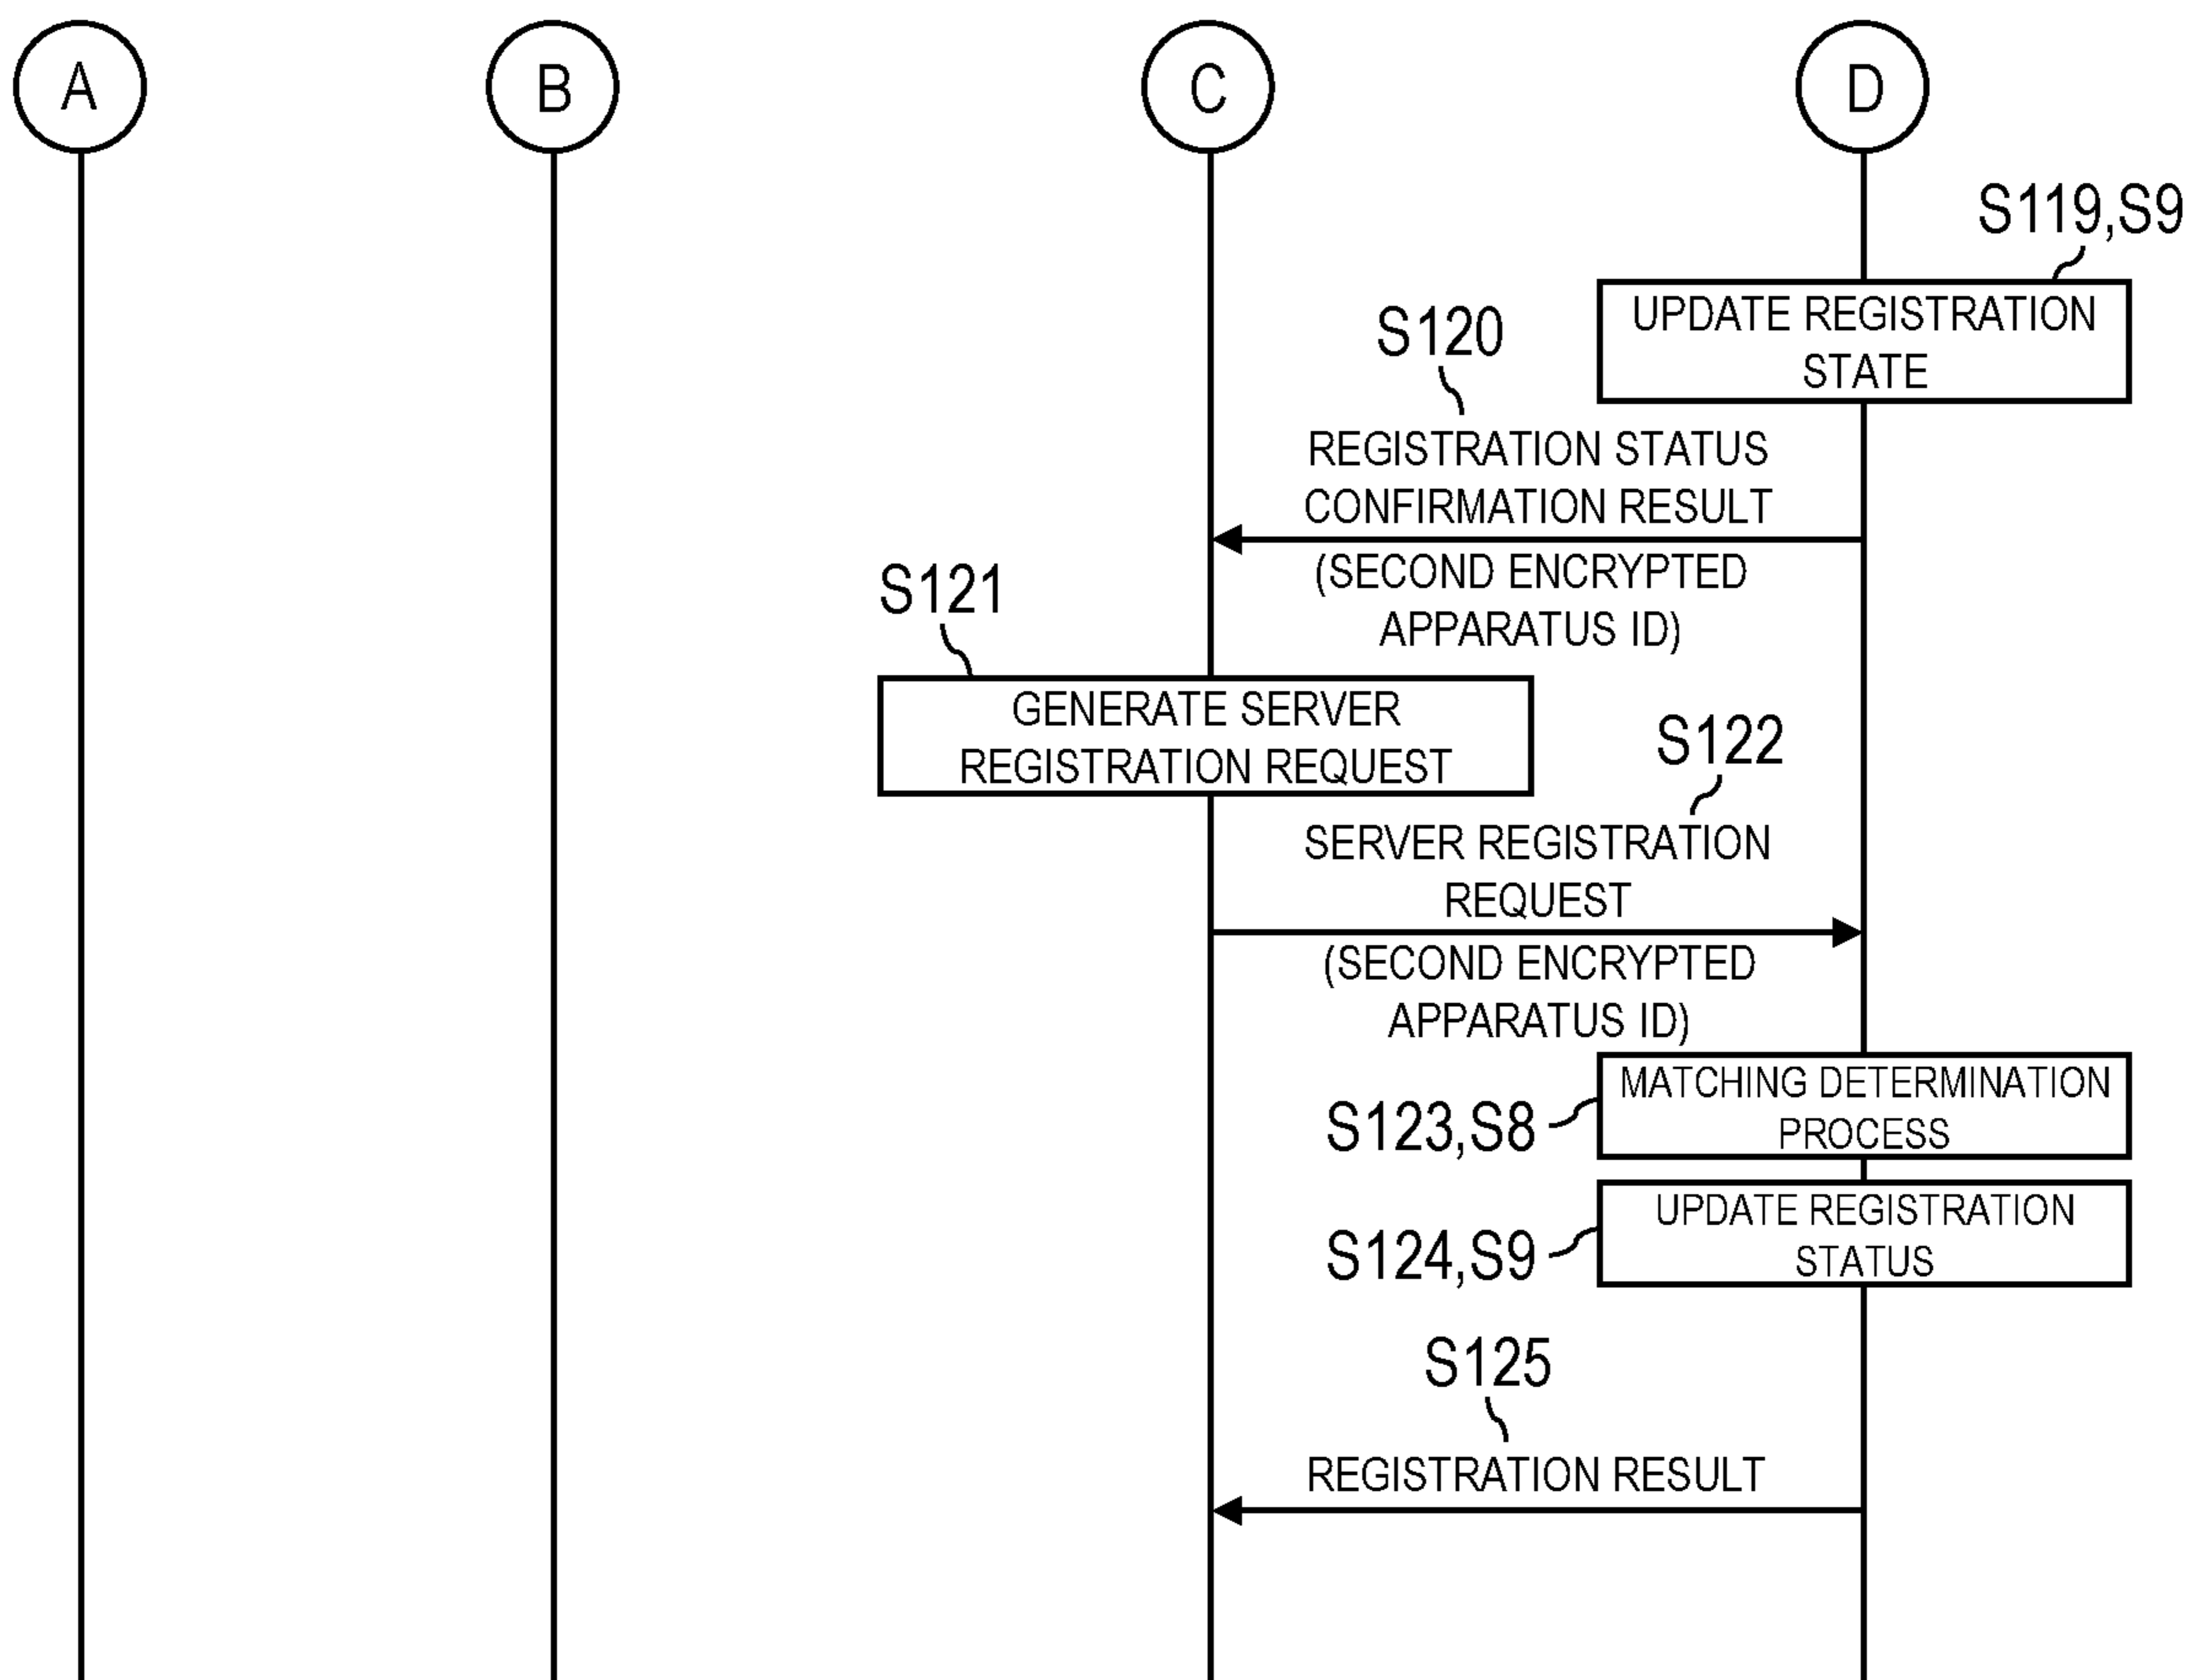 A
B
C
D
S119,S9
UPDATE REGISTRATION
STATE
S120
REGISTRATION STATUS
CONFIRMATION RESULT
(SECOND ENCRYPTED
APPARATUS ID)
S121
GENERATE SERVER
REGISTRATION REQUEST
S122
SERVER REGISTRATION
REQUEST
(SECOND ENCRYPTED
APPARATUS ID)
S123,S8
MATCHING DETERMINATION
PROCESS
S124,S9
UPDATE REGISTRATION
STATUS
S125
REGISTRATION RESULT